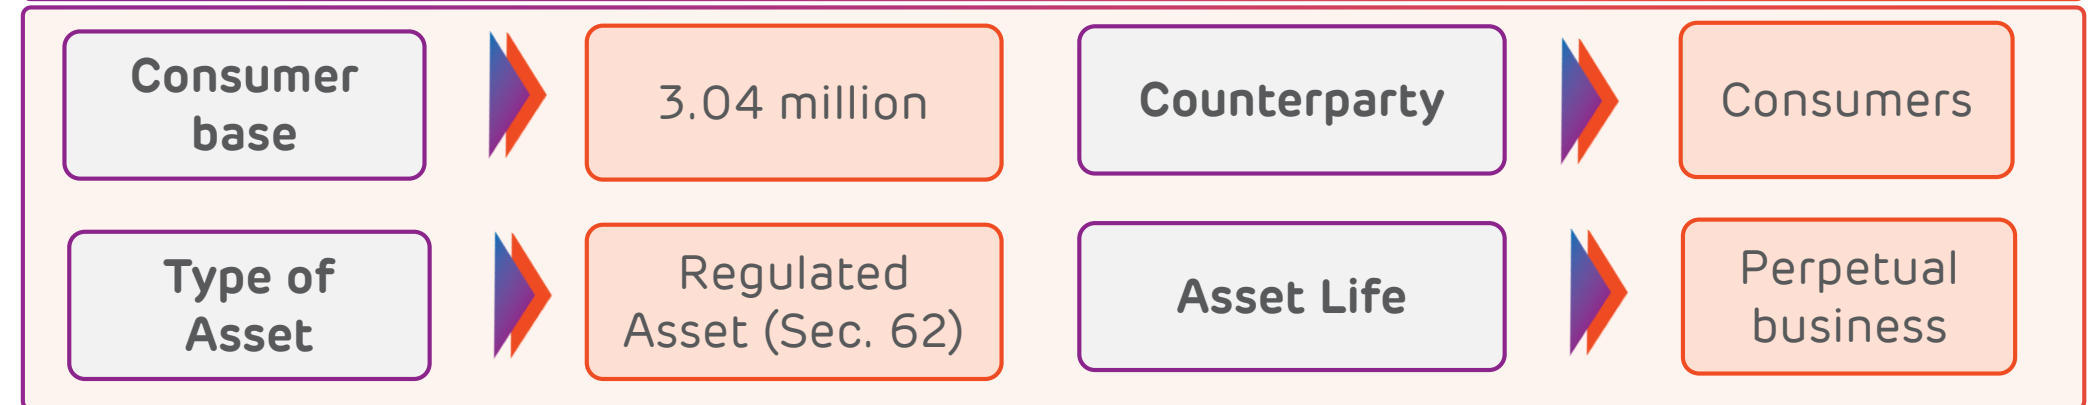 Consumer
base
3.04 million
Counterparty
Consumers
Type of
Asset
Regulated
Asset (Sec. 62)
Asset Life
Perpetual
business